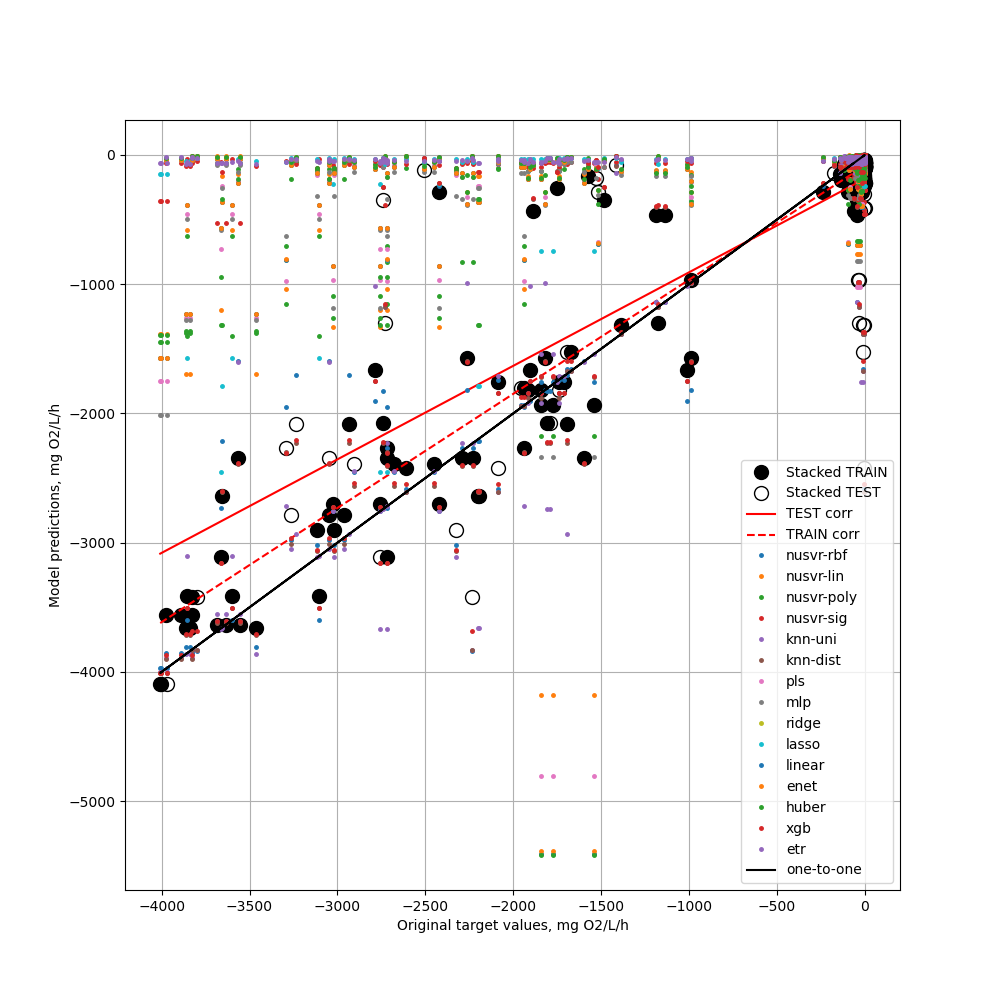 0
−1000
−2000
−3000
−4000
−5000
Model predictions, mg O2/L/h
−4000
−3500
−3000
−2500
−2000
−1500
−1000
−500
0
Original target values, mg O2/L/h
Stacked TRAIN
Stacked TEST
TEST corr
TRAIN corr
nusvr-rbf
nusvr-lin
nusvr-poly
nusvr-sig
knn-uni
knn-dist
pls
mlp
ridge
lasso
linear
enet
huber
xgb
etr
one-to-one